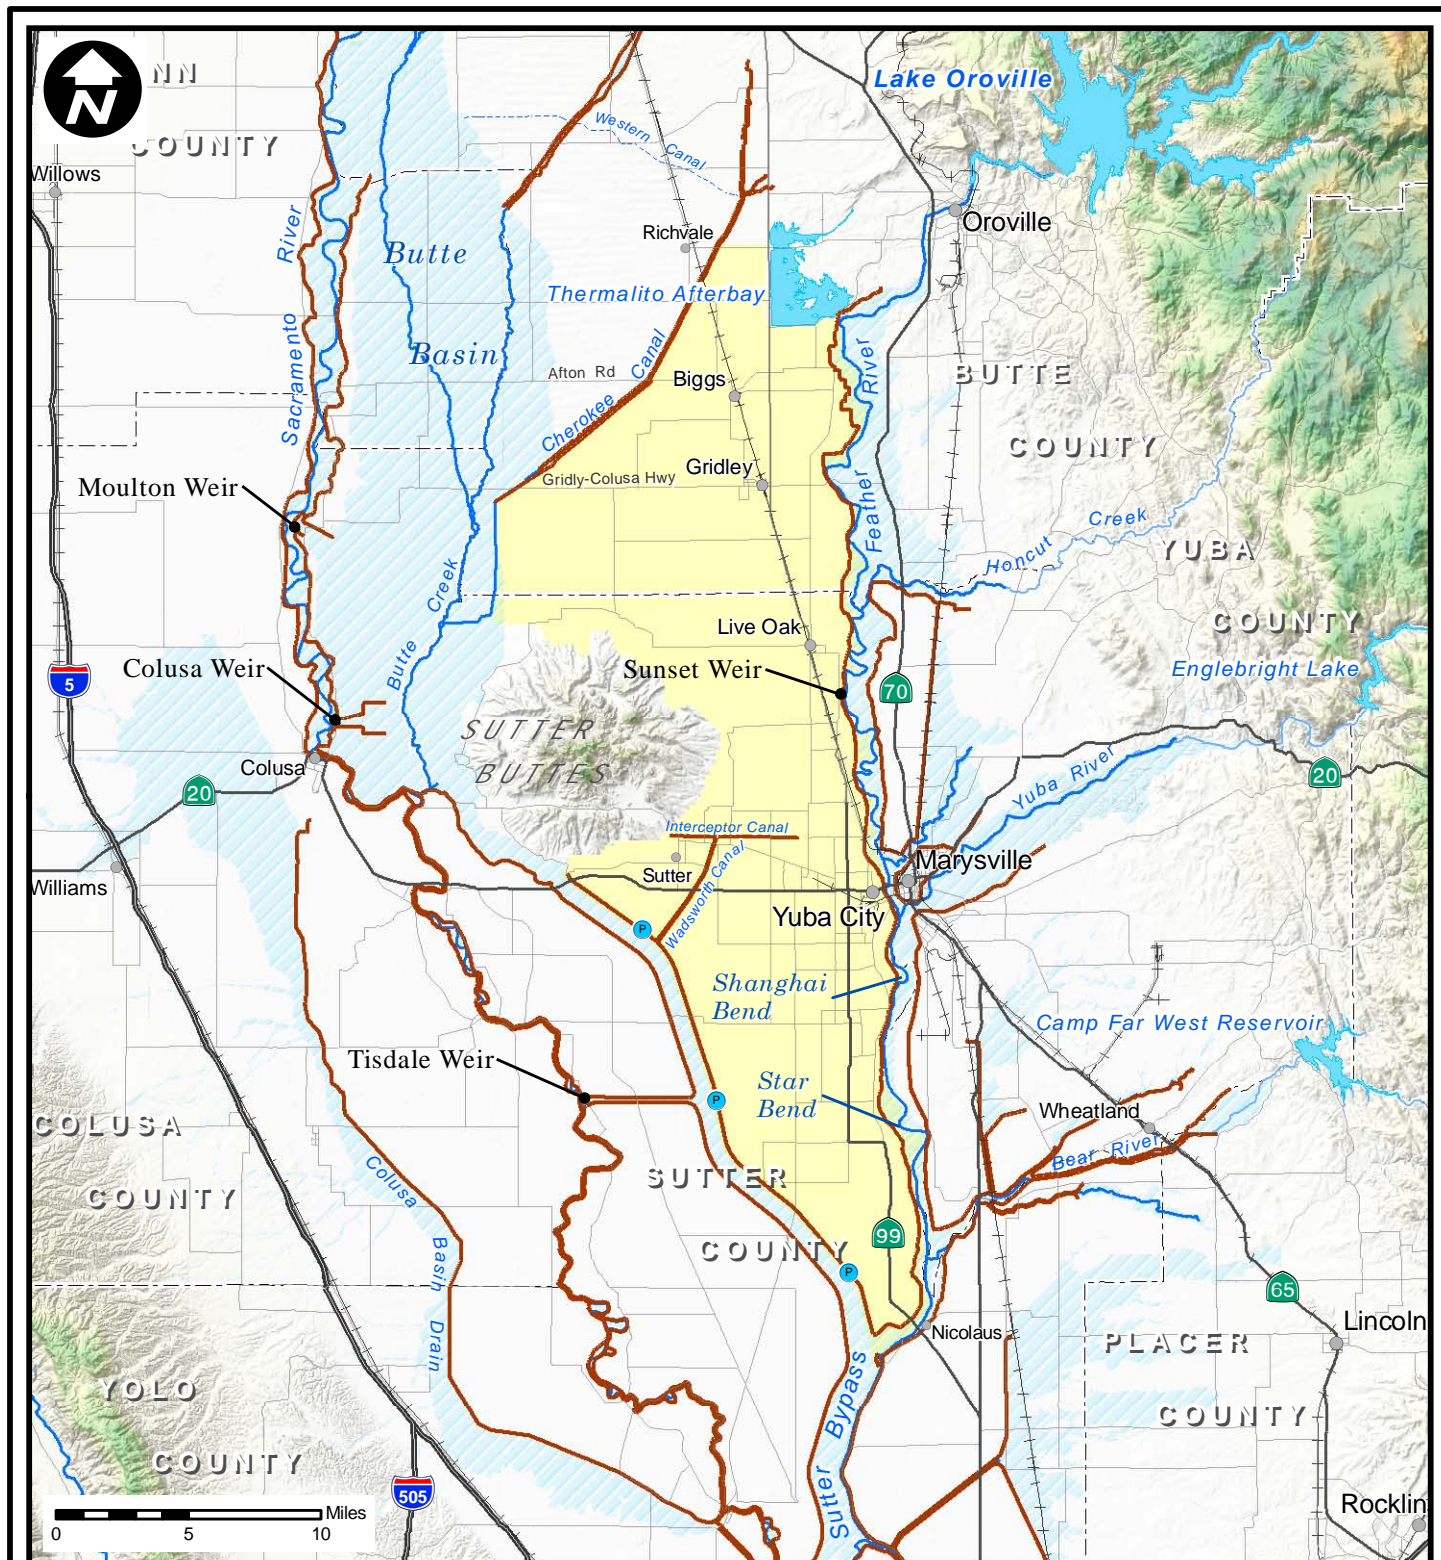 N
NN
COUNTY
Willows
Lake Oroville
Western Canal
Oroville
Richvale
Sacramento River
Butte
Basin
Thermalito Afterbay
Afton Rd
Cherokee Canal
Biggs
Feather River
BUTTE
COUNTY
Gridley
Gridly-Colusa Hwy
Moulton Weir
Honcut Creek
YUBA
COUNTY
Butte Creek
Live Oak
Sunset Weir
Colusa Weir
Englebright Lake
5
70
SUTTER
BUTTES
Colusa
20
Yuba River
20
Interceptor Canal
Sutter
Wadsworth Canal
Marysville
Williams
Yuba City
P
Shanghai
Bend
Camp Far West Reservoir
Tisdale Weir
Star
Bend
P
Wheatland
COLUSA
COUNTY
Bear River
Colusa Basin Drain
SUTTER
COUNTY
99
P
65
Nicolaus
Lincoln
PLACER
COUNTY
YOLO
COUNTY
Sutter Bypass
505
Rocklin
Miles
0
5
10